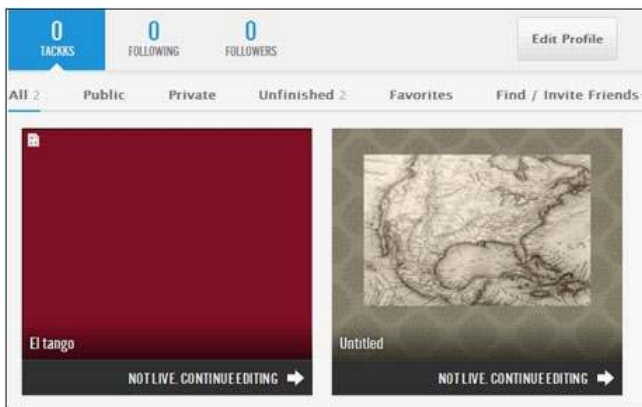 0 0 0
TACKKS FOLLOWING FOLLOWERS Edit Profile
All 2 Public Private Unfinished 2 Favorites Find / Invite Friends
El tango Untitled
NOT LIVE. CONTINUE EDITING NOT LIVE. CONTINUE EDITING